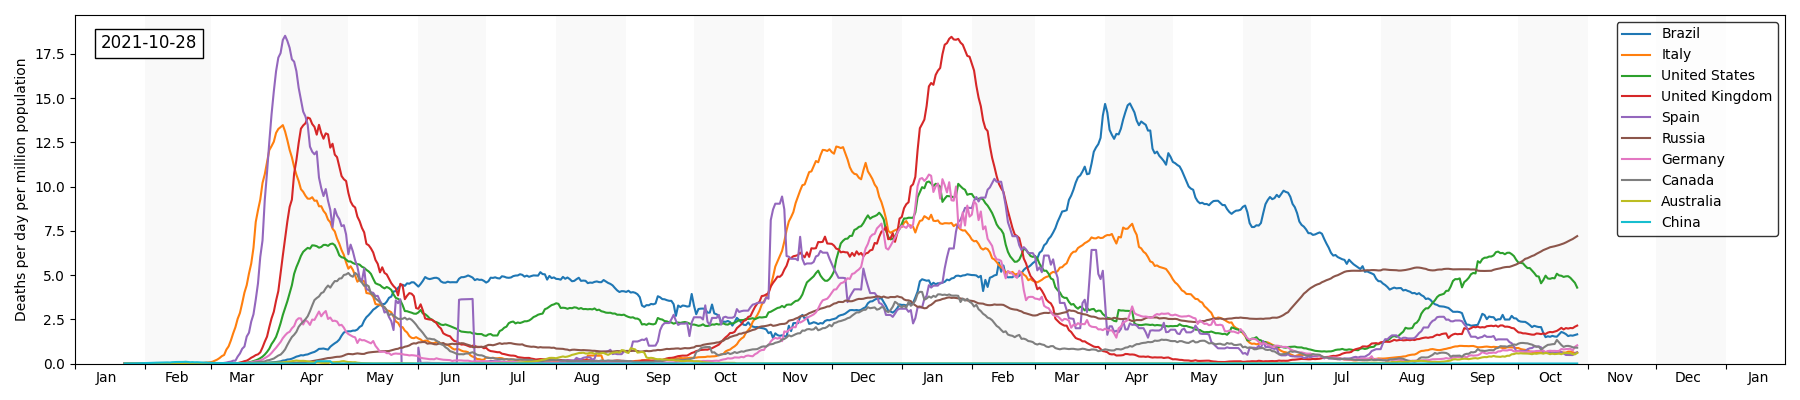 2021-10-28
Deaths per day per million population
17.5
15.0
12.5
10.0
7.5
5.0
2.5
0.0
Jan Feb Mar Apr May Jun Jul Aug Sep Oct Nov Dec Jan Feb Mar Apr May Jun Jul Aug Sep Oct Nov Dec Jan
Brazil
Italy
United States
United Kingdom
Spain
Russia
Germany
Canada
Australia
China